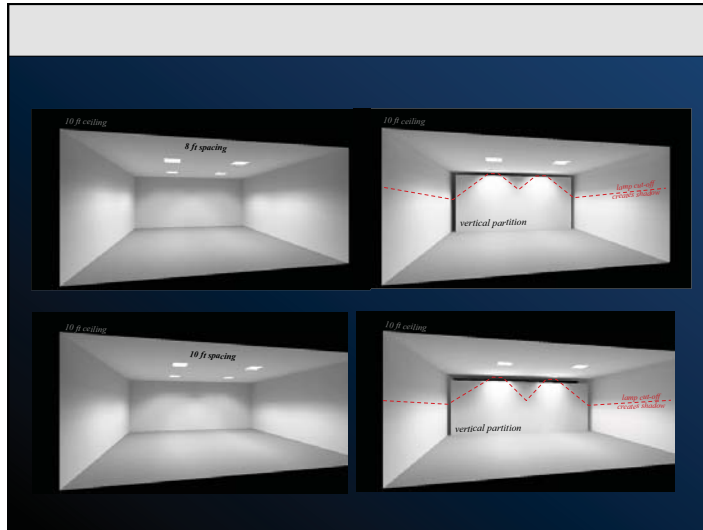 10 ft ceiling
8 ft spacing
10 ft ceiling
lamp cut-off
creates shadow
vertical partition
10 ft ceiling
10 ft spacing
10 ft ceiling
lamp cut-off
creates shadow
vertical partition